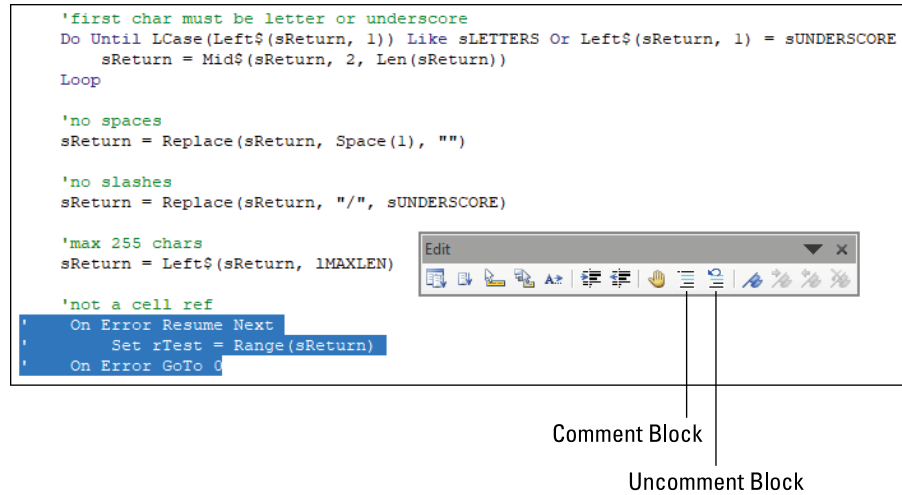 'first char must be letter or underscore
Do Until LCase(Left$(sReturn, 1)) Like sLETTERS Or Left$(sReturn, 1) = sUNDERSCORE
sReturn = Mid$(sReturn, 2, Len(sReturn))
Loop
'no spaces
sReturn = Replace(sReturn, Space(1), "")
'no slashes
sReturn = Replace(sReturn, "/", sUNDERSCORE)
'max 255 chars
sReturn = Left$(sReturn, lMAXLEN)
Edit
'not a cell ref
' On Error Resume Next
' Set rTest = Range(sReturn)
' On Error GoTo 0
Comment Block
Uncomment Block